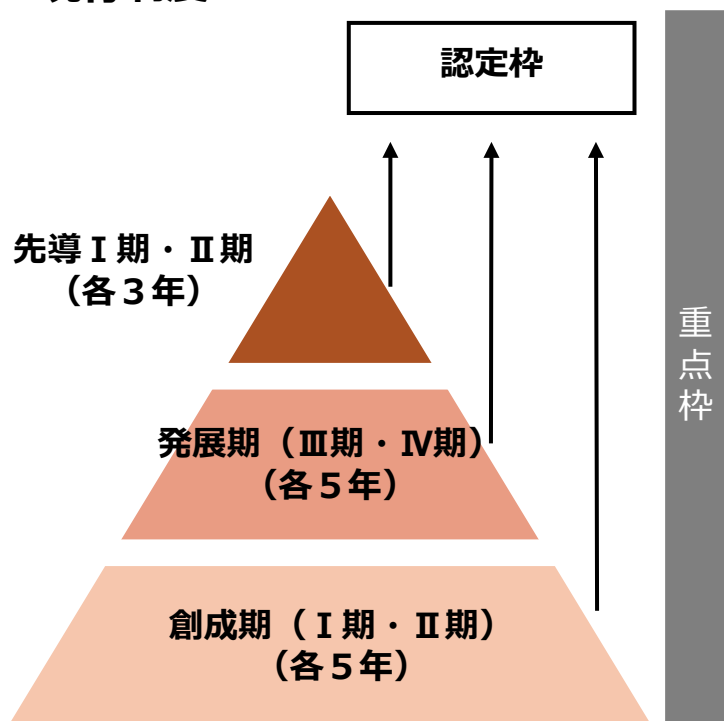 認定枠
先導Ⅰ期・Ⅱ期
（各３年）
重点枠
発展期（Ⅲ期・Ⅳ期）
（各５年）
創成期（Ⅰ期・Ⅱ期）
（各５年）